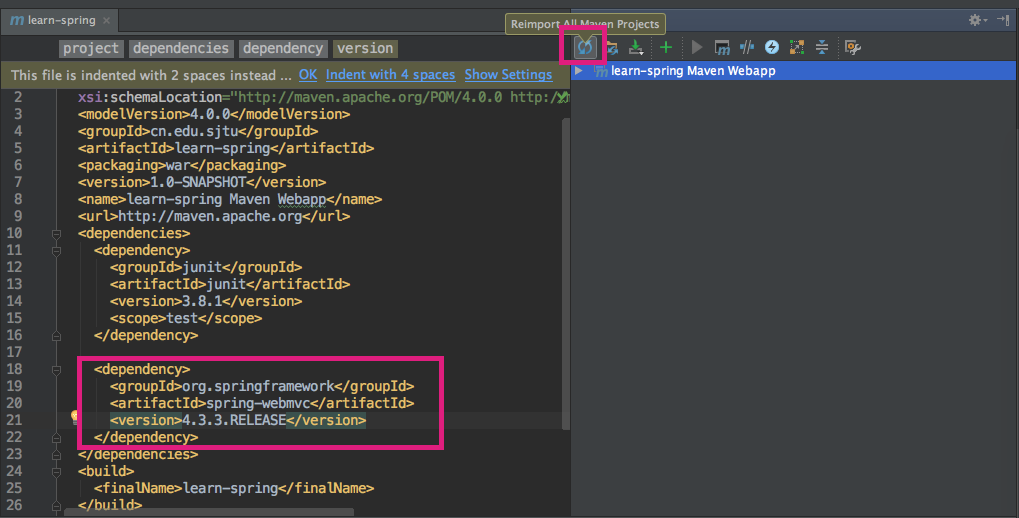 learn-spring
Reimport All Maven Projects
project dependencies dependency version
This file is indented with 2 spaces instead ... OK Indent with 4 spaces Show Settings
learn-spring Maven Webapp
2 xsi:schemaLocation="http://maven.apache.org/POM/4.0.0 http:/
3 <modelVersion>4.0.0</modelVersion>
4 <groupId>cn.edu.sjtu</groupId>
5 <artifactId>learn-spring</artifactId>
6 <packaging>war</packaging>
7 <version>1.0-SNAPSHOT</version>
8 <name>learn-spring Maven Webapp</name>
9 <url>http://maven.apache.org</url>
10 <dependencies>
11 <dependency>
12 <groupId>junit</groupId>
13 <artifactId>junit</artifactId>
14 <version>3.8.1</version>
15 <scope>test</scope>
16 </dependency>
17
18 <dependency>
19 <groupId>org.springframework</groupId>
20 <artifactId>spring-webmvc</artifactId>
21 <version>4.3.3.RELEASE</version>
22 </dependency>
23 </dependencies>
24 <build>
25 <finalName>learn-spring</finalName>
26 </build>